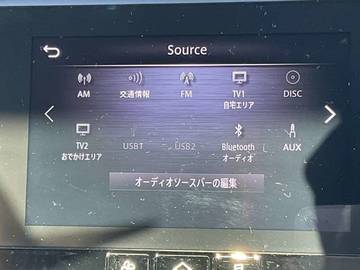 Source
AM
交通情報
FM
TV1
自宅エリア
DISC
TV2
おでかけエリア
USB1
USB2
Bluetooth
オーディオ
AUX
オーディオソースバーの編集